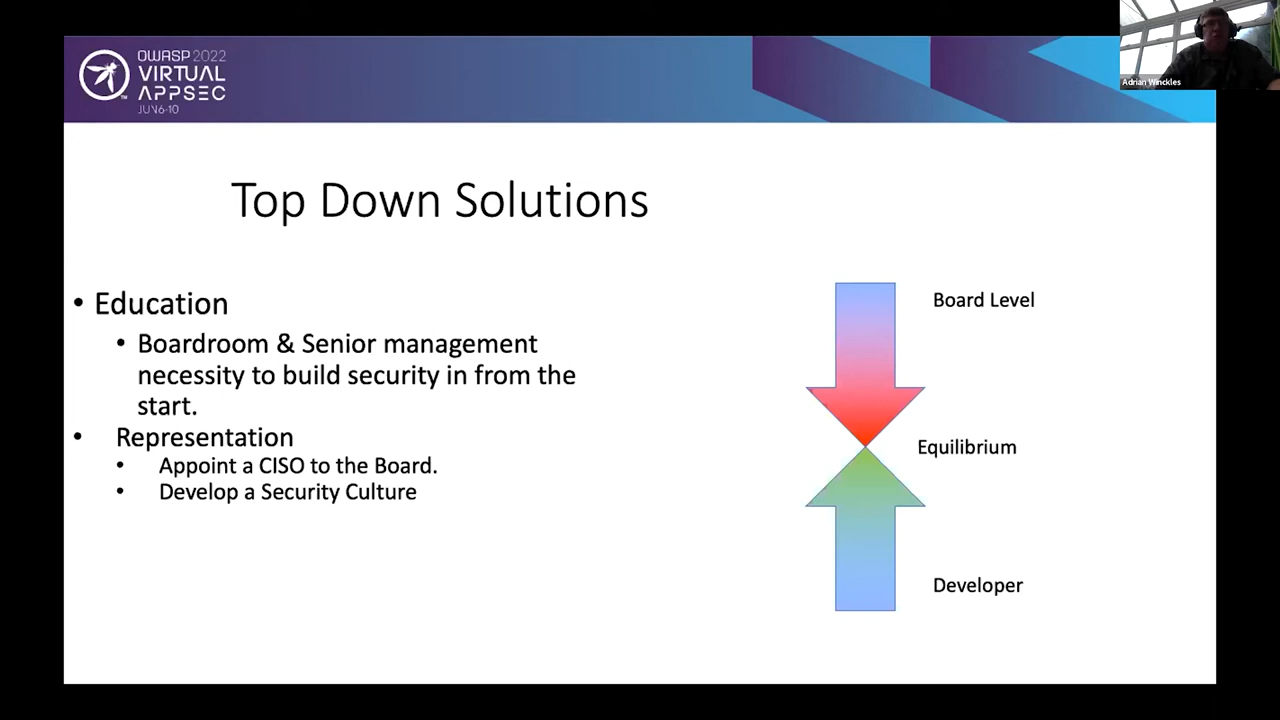 OWASP 2022
VIRTUAL
APPSEC
JUN 6-10
Adrian Winckles
Top Down Solutions
• Education
• Boardroom & Senior management
necessity to build security in from the
start.
• Representation
• Appoint a CISO to the Board.
• Develop a Security Culture
Board Level
Equilibrium
Developer